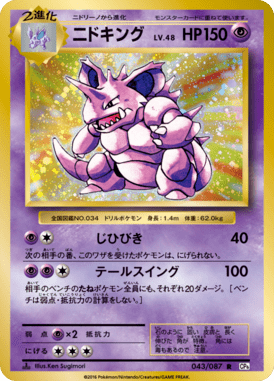 2進化
ニドリーノから進化
モンスターカードに重ねて使います
ニドキング LV.48 HP150
全国図鑑NO.034 ドリルポケモン 身長：1.4m 体重：62.0kg
じひびき 40
次の相手の番、このワザを受けたポケモンは、にげられない。
テールスイング 100
相手のベンチのたねポケモン全員にも、それぞれ20ダメージ。[ベンチは弱点・抵抗力の計算をしない。]
弱点 ×2 抵抗力
にげる
Illus.Ken Sugimori
043/087 R CP6
©2016 Pokémon/Nintendo/Creatures/GAME FREAK.